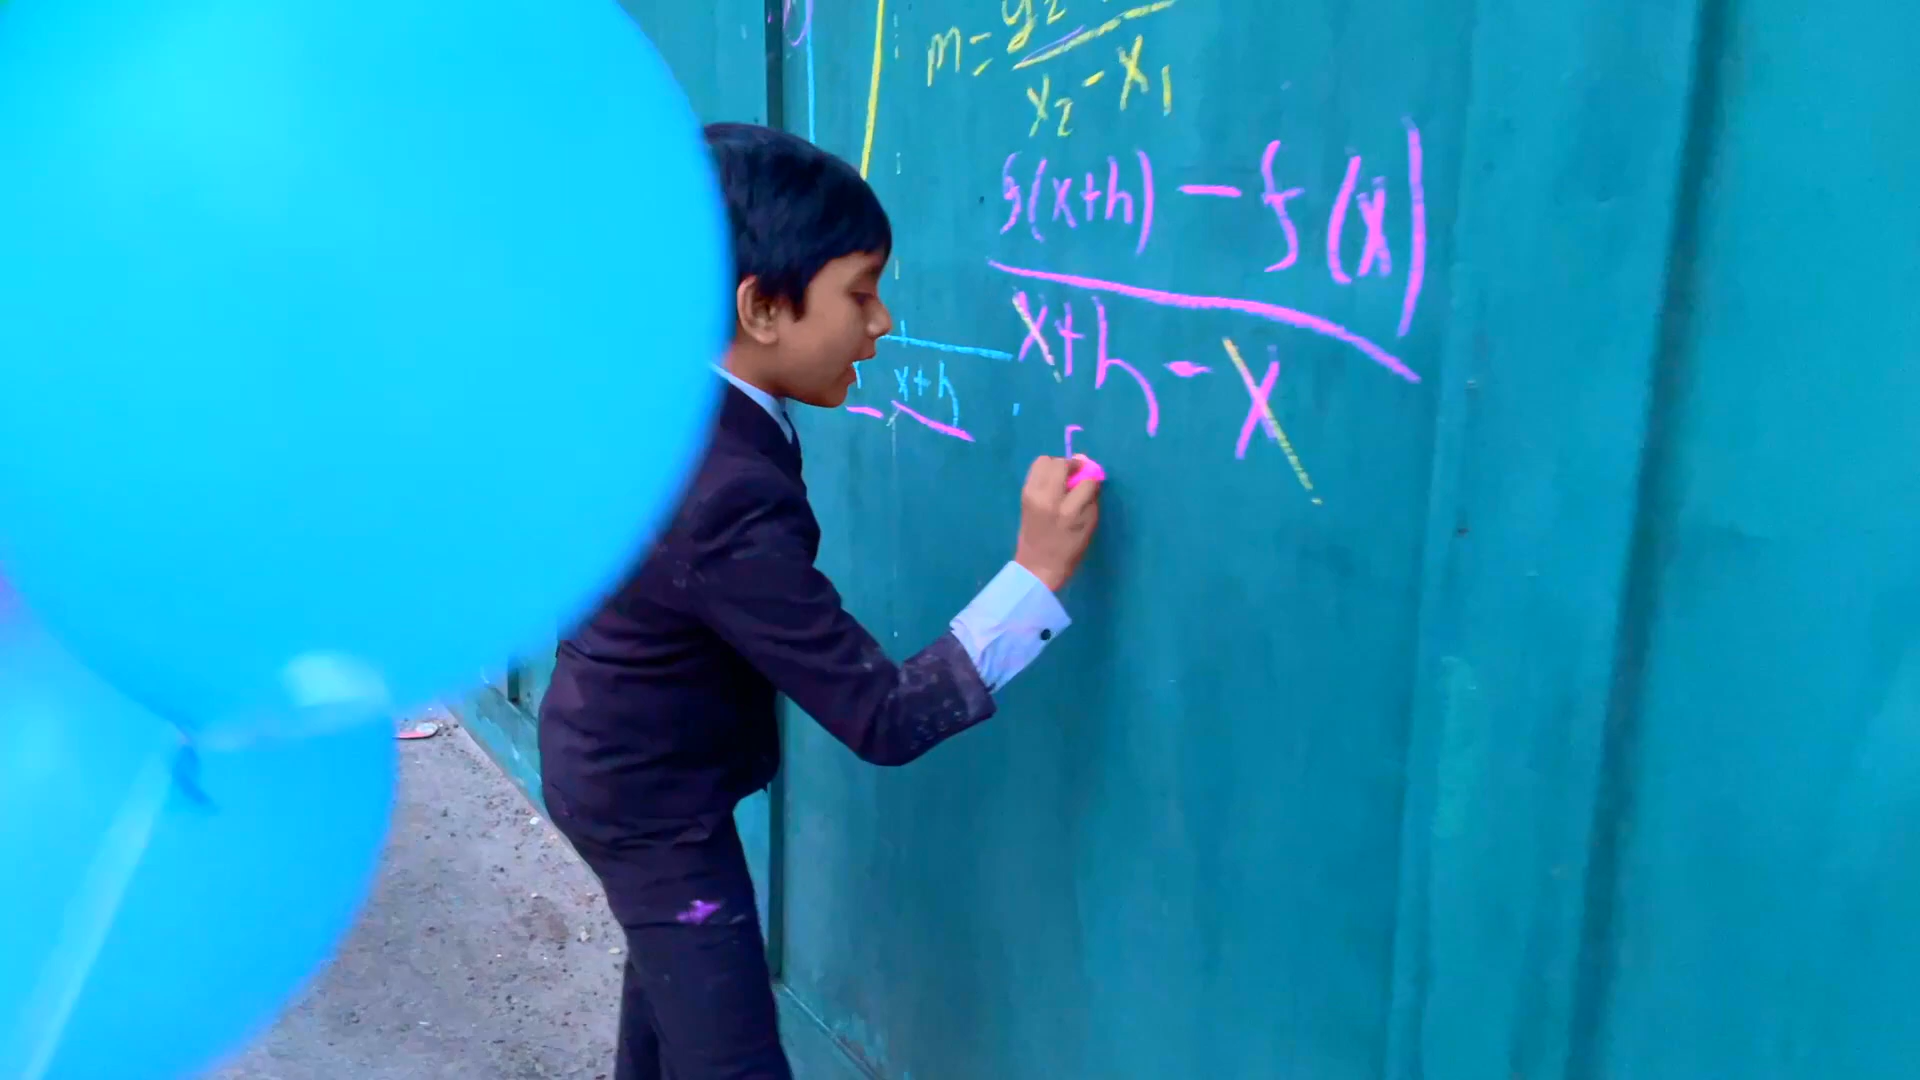 m = y2
x2 - x1
f(x+h) - f(x)
x+h - x
x+h